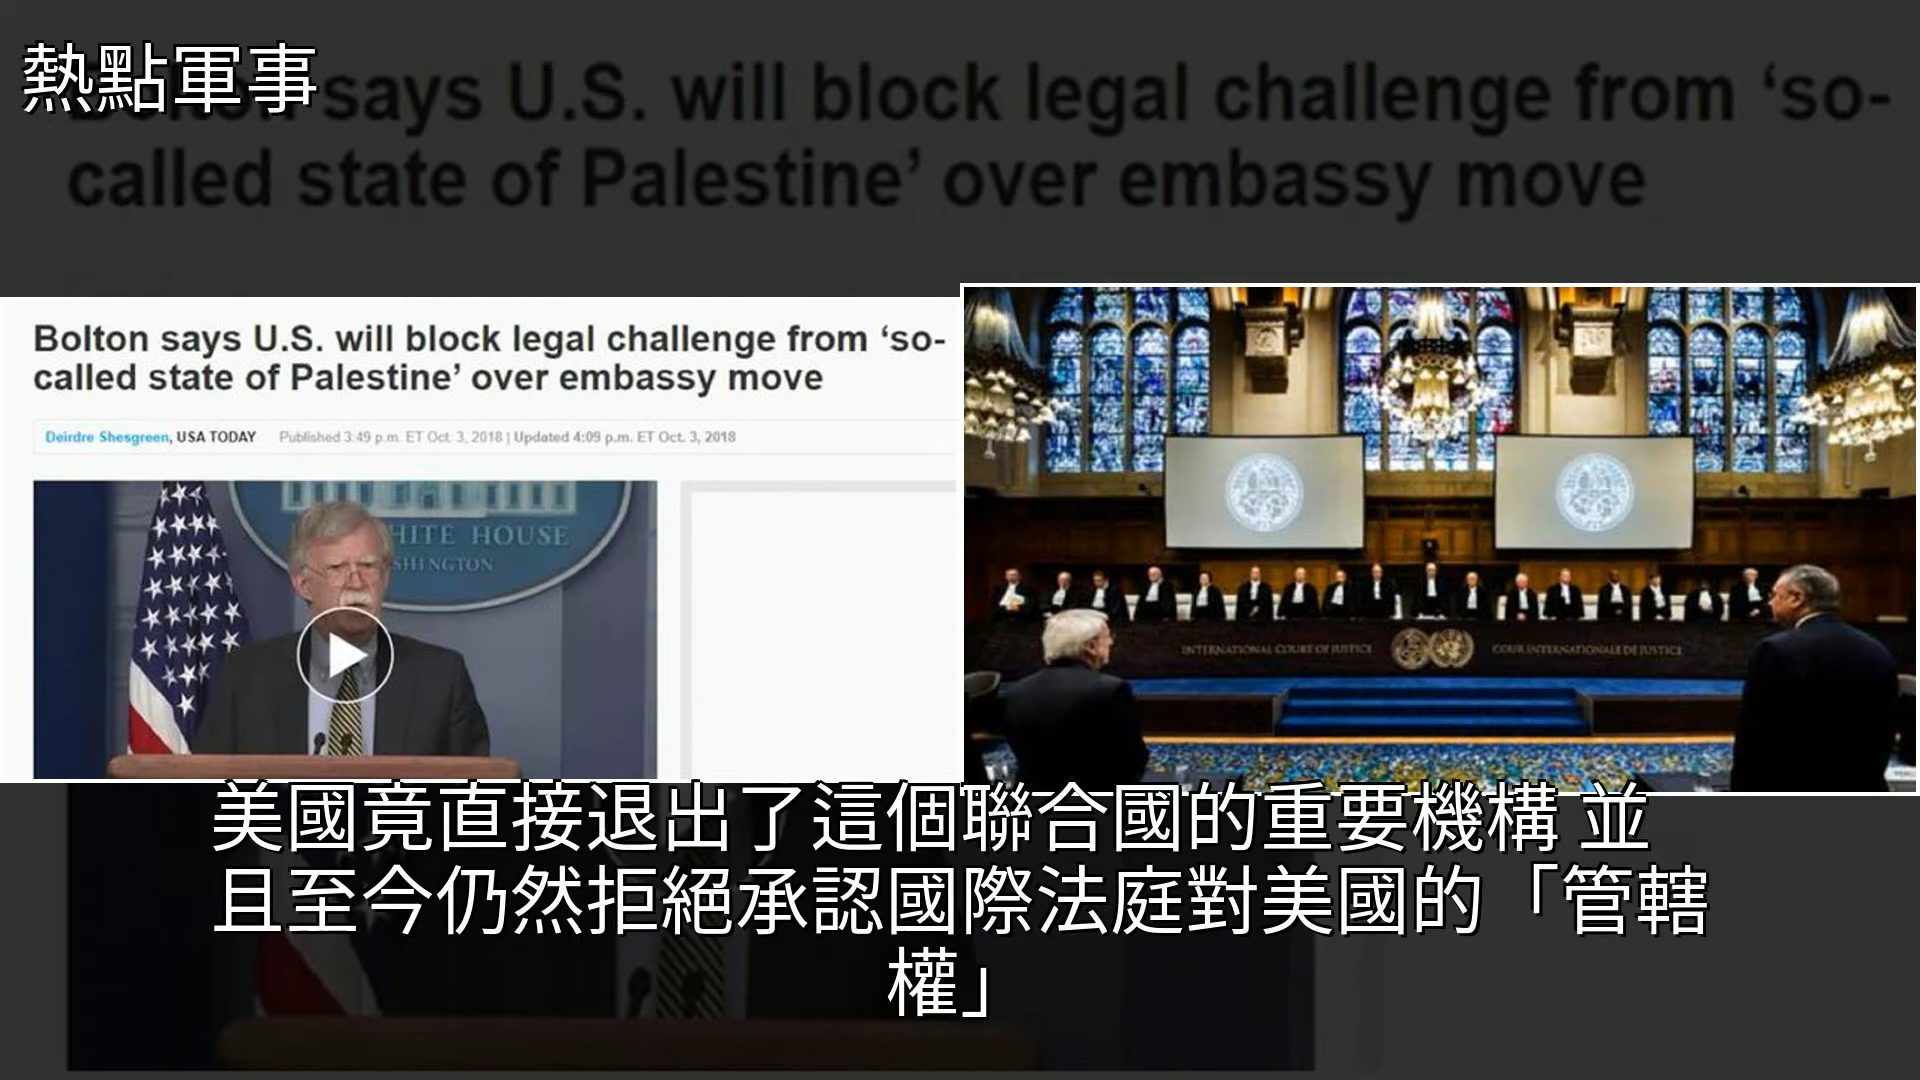 熱點軍事
says U.S. will block legal challenge from ‘so-
called state of Palestine’ over embassy move
Bolton says U.S. will block legal challenge from ‘so-
called state of Palestine’ over embassy move
Deirdre Shesgreen, USA TODAY Published 3:49 p.m. ET Oct. 3, 2018 | Updated 4:09 p.m. ET Oct. 3, 2018
HITE HOUSE
SHINGTON
INTERNATIONAL COURT OF JUSTICE COUR INTERNATIONALE DE JUSTICE
美國竟直接退出了這個聯合國的重要機構 並
且至今仍然拒絕承認國際法庭對美國的「管轄
權」